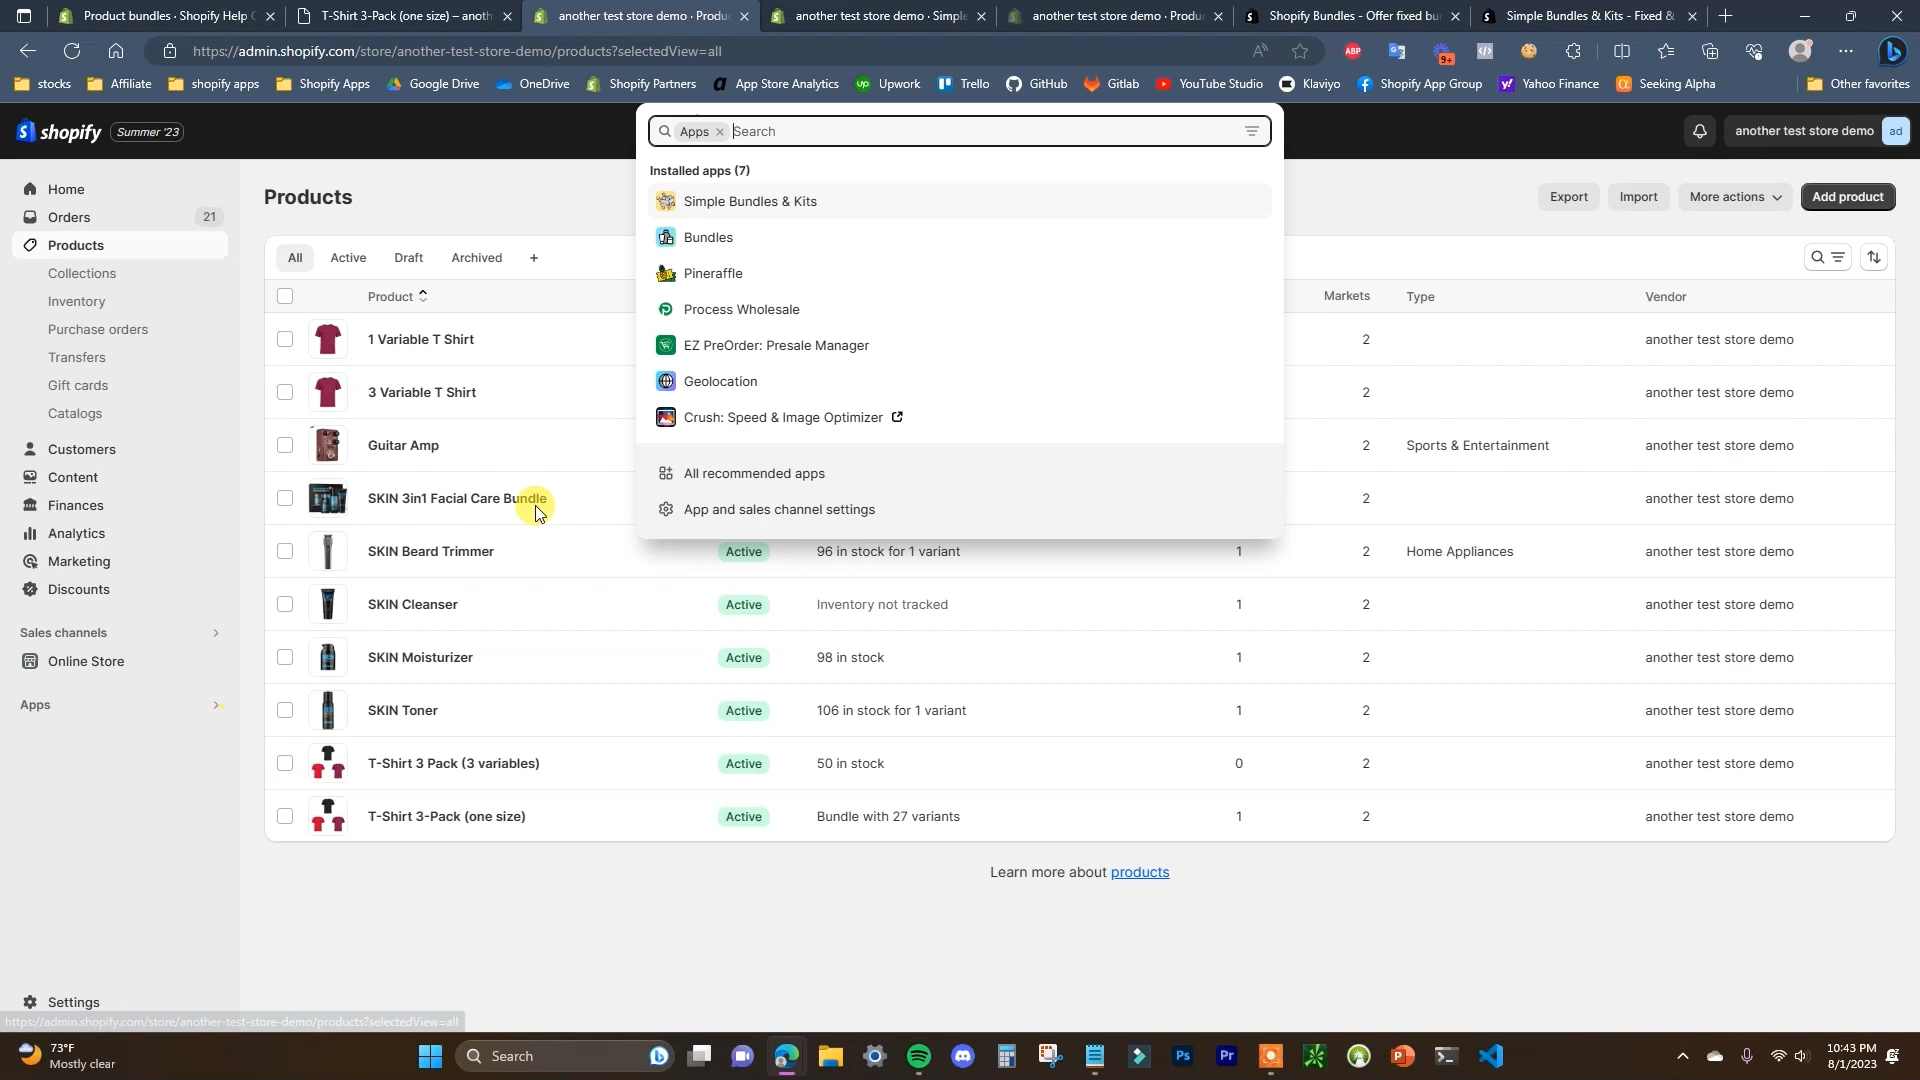 Product bundles · Shopify Help C
T-Shirt 3-Pack (one size) – anoth
another test store demo · Produc
another test store demo · Simple
another test store demo · Produc
Shopify Bundles - Offer fixed bu
Simple Bundles & Kits - Fixed &
https://admin.shopify.com/store/another-test-store-demo/products?selectedView=all
ABP
9+
stocks
Affiliate
shopify apps
Shopify Apps
Google Drive
OneDrive
Shopify Partners
App Store Analytics
Upwork
Trello
GitHub
Gitlab
YouTube Studio
Klaviyo
Shopify App Group
Yahoo Finance
Seeking Alpha
Other favorites
shopify
Summer '23
Apps
Search
another test store demo
ad
Installed apps (7)
Simple Bundles & Kits
Bundles
Pineraffle
Process Wholesale
EZ PreOrder: Presale Manager
Geolocation
Crush: Speed & Image Optimizer
All recommended apps
App and sales channel settings
Home
Orders
21
Products
Collections
Inventory
Purchase orders
Transfers
Gift cards
Catalogs
Customers
Content
Finances
Analytics
Marketing
Discounts
Sales channels
Online Store
Apps
Settings
https://admin.shopify.com/store/another-test-store-demo/products?selectedView=all
Products
Export
Import
More actions
Add product
All
Active
Draft
Archived
+
Product
Markets
Type
Vendor
1 Variable T Shirt
2
another test store demo
3 Variable T Shirt
2
another test store demo
Guitar Amp
2
Sports & Entertainment
another test store demo
SKIN 3in1 Facial Care Bundle
2
another test store demo
SKIN Beard Trimmer
Active
96 in stock for 1 variant
1
2
Home Appliances
another test store demo
SKIN Cleanser
Active
Inventory not tracked
1
2
another test store demo
SKIN Moisturizer
Active
98 in stock
1
2
another test store demo
SKIN Toner
Active
106 in stock for 1 variant
1
2
another test store demo
T-Shirt 3 Pack (3 variables)
Active
50 in stock
0
2
another test store demo
T-Shirt 3-Pack (one size)
Active
Bundle with 27 variants
1
2
another test store demo
Learn more about products
73°F
Mostly clear
Search
Ps
Pr
10:43 PM
8/1/2023